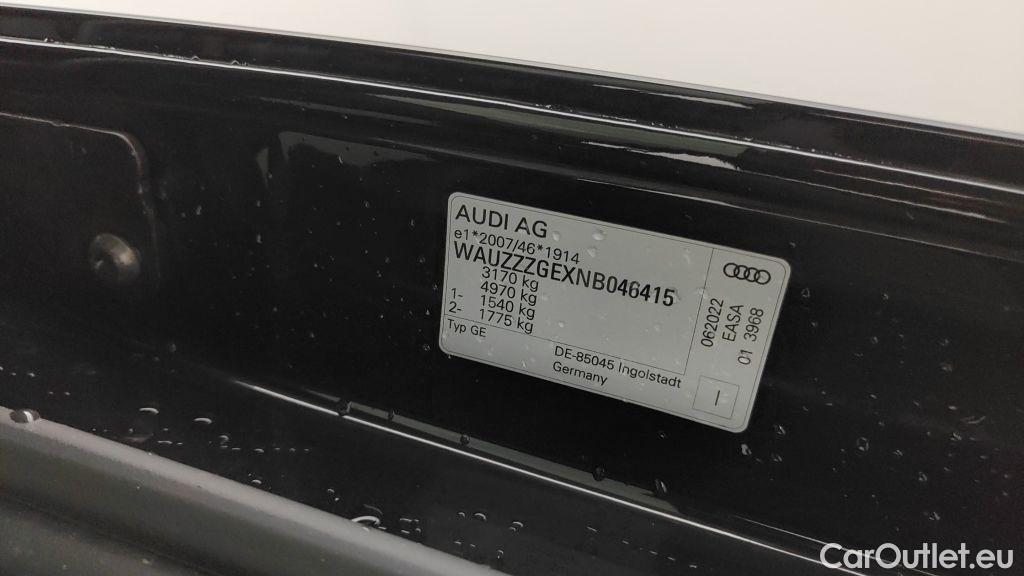 AUDI AG
e1*2007/46*1914
WAUZZZGEXNB046415
3170 kg
4970 kg
1- 1540 kg
2- 1775 kg
Typ GE
DE-85045 Ingolstadt
Germany
062022
EASA
01 3968
I
CarOutlet.eu